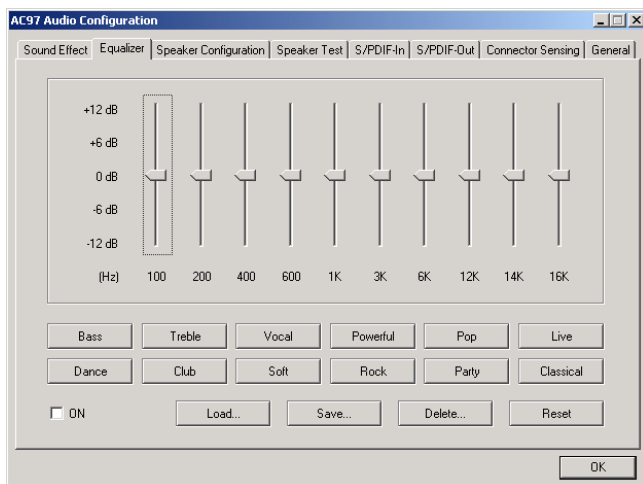 AC97 Audio Configuration
Sound Effect Equalizer Speaker Configuration Speaker Test S/PDIF-In S/PDIF-Out Connector Sensing General
+12 dB
+6 dB
0 dB
-6 dB
-12 dB
(Hz) 100 200 400 600 1K 3K 6K 12K 14K 16K
Bass Treble Vocal Powerful Pop Live
Dance Club Soft Rock Party Classical
ON Load... Save... Delete... Reset
OK